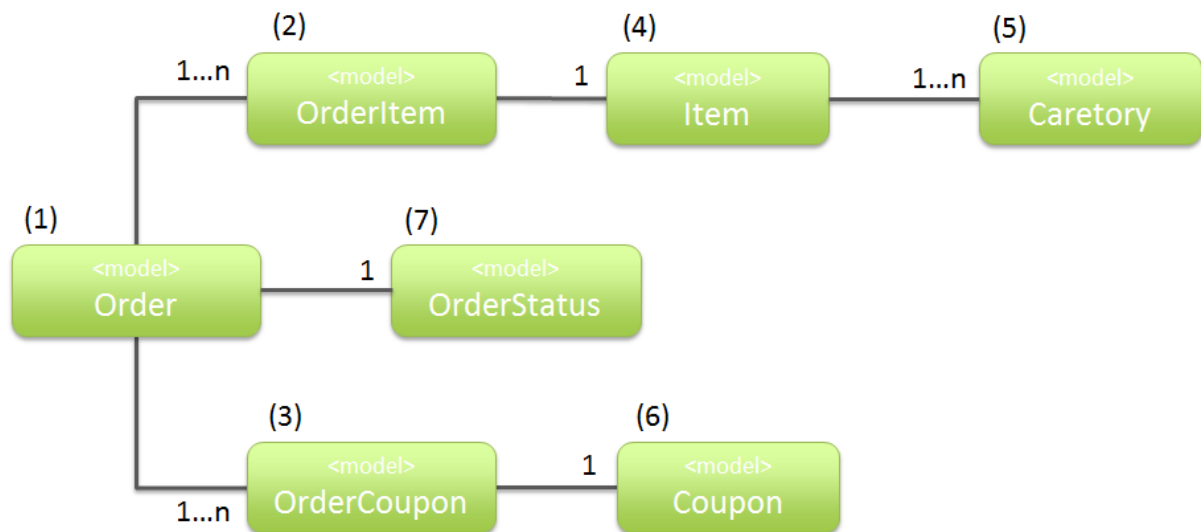 (2)
(4)
(5)
1...n
<model>
OrderItem
1
<model>
Item
1...n
<model>
Caretory
(1)
(7)
<model>
Order
1
<model>
OrderStatus
(3)
(6)
1...n
<model>
OrderCoupon
1
<model>
Coupon